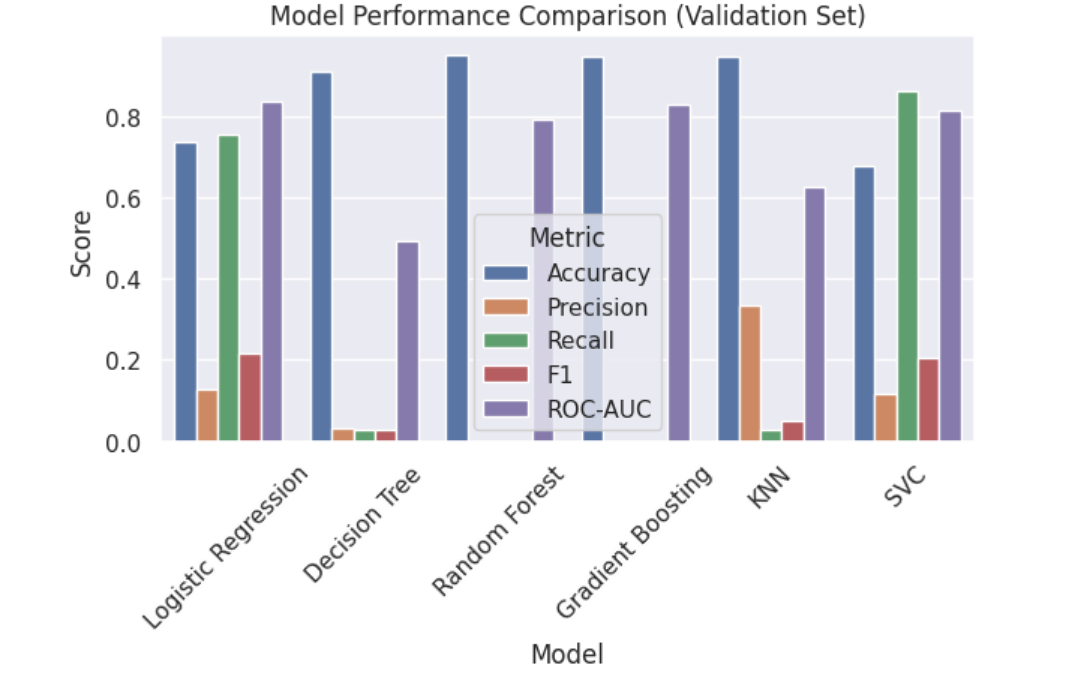 Model Performance Comparison (Validation Set)
Score
0.8
0.6
0.4
0.2
0.0
Metric
Accuracy
Precision
Recall
F1
ROC-AUC
Logistic Regression
Decision Tree
Random Forest
Gradient Boosting
KNN
SVC
Model